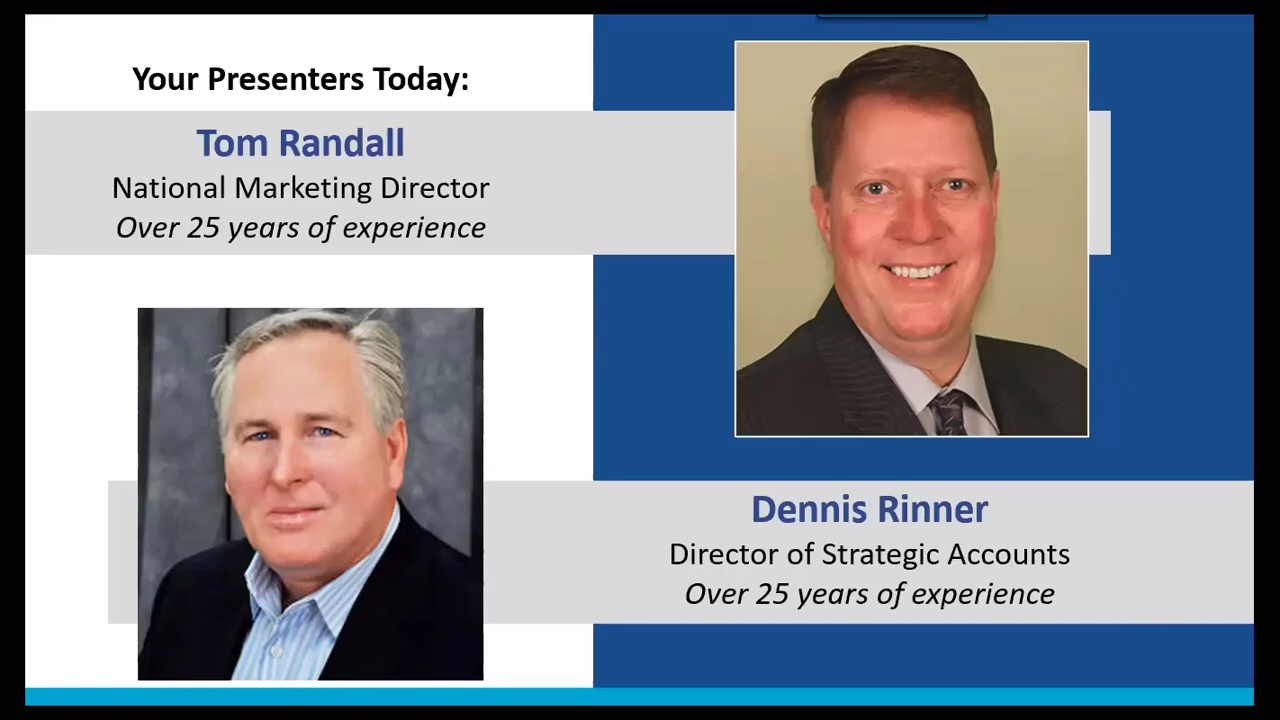 Your Presenters Today:
Tom Randall
National Marketing Director
Over 25 years of experience
Dennis Rinner
Director of Strategic Accounts
Over 25 years of experience